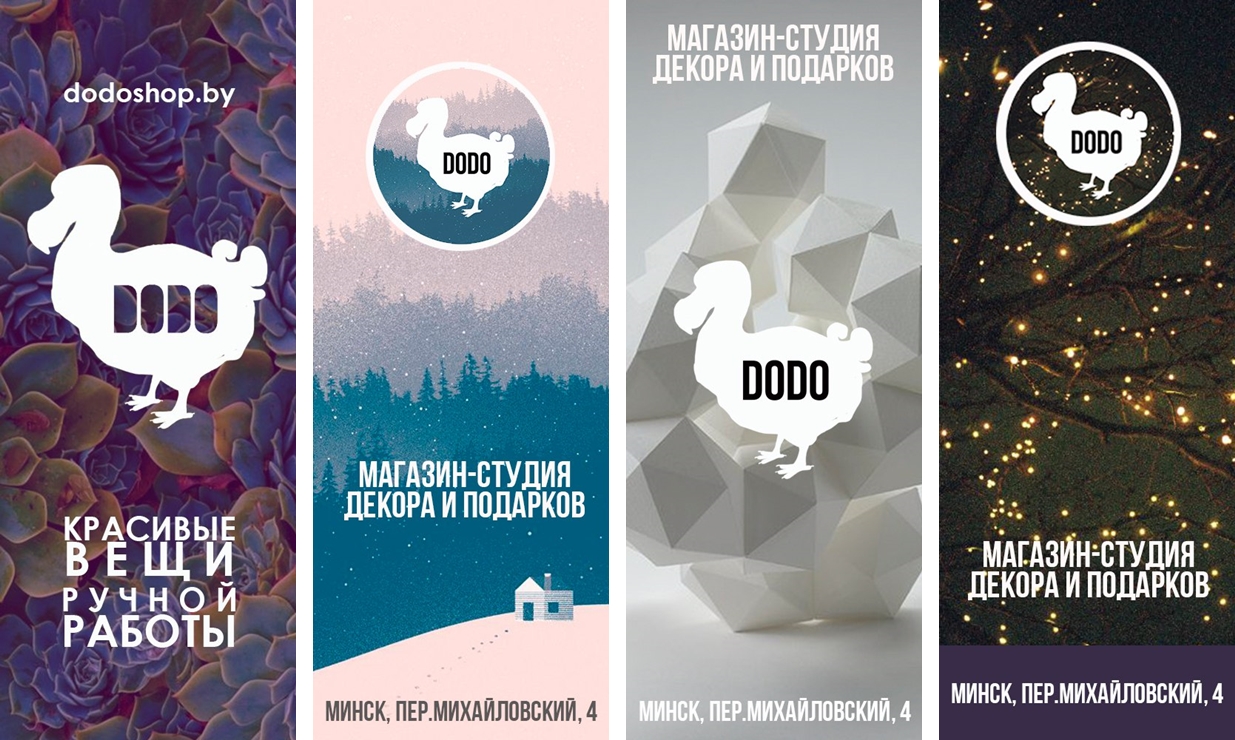 dodoshop.by
DODO
КРАСИВЫЕ
ВЕЩИ
РУЧНОЙ
РАБОТЫ
DODO
МАГАЗИН-СТУДИЯ
ДЕКОРА И ПОДАРКОВ
МИНСК, ПЕР.МИХАЙЛОВСКИЙ, 4
МАГАЗИН-СТУДИЯ
ДЕКОРА И ПОДАРКОВ
DODO
МИНСК, ПЕР.МИХАЙЛОВСКИЙ, 4
DODO
МАГАЗИН-СТУДИЯ
ДЕКОРА И ПОДАРКОВ
МИНСК, ПЕР.МИХАЙЛОВСКИЙ, 4